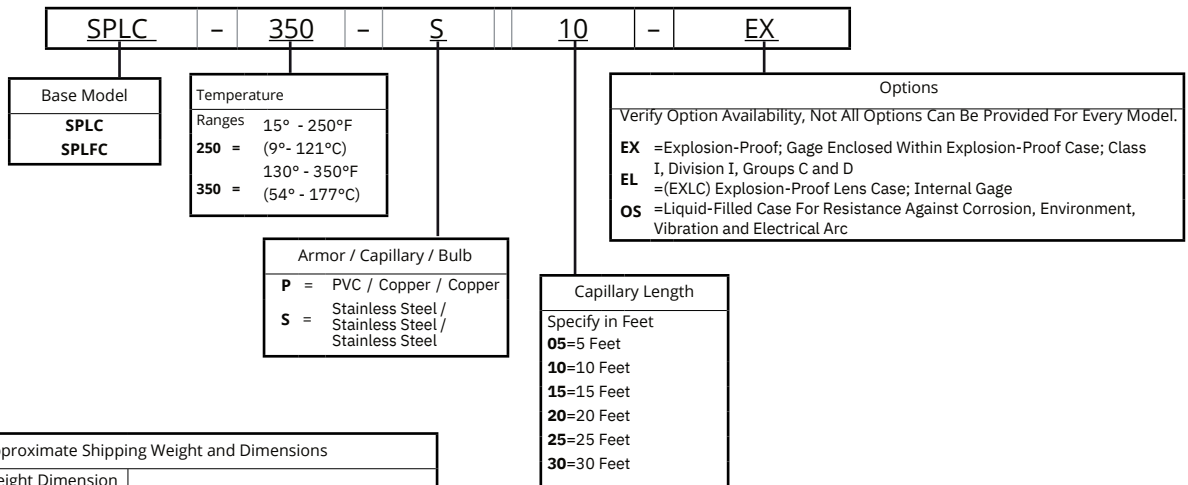 SPLC – 350 – S 10 – EX
Base Model
SPLC
SPLFC
Temperature
Ranges
250 = 15° - 250°F
(9°- 121°C)
350 = 130° - 350°F
(54° - 177°C)
Options
Verify Option Availability, Not All Options Can Be Provided For Every Model.
EX =Explosion-Proof; Gage Enclosed Within Explosion-Proof Case; Class
I, Division I, Groups C and D
EL =(EXLC) Explosion-Proof Lens Case; Internal Gage
OS =Liquid-Filled Case For Resistance Against Corrosion, Environment,
Vibration and Electrical Arc
Armor / Capillary / Bulb
P = PVC / Copper / Copper
S = Stainless Steel /
Stainless Steel /
Stainless Steel
Capillary Length
Specify in Feet
05=5 Feet
10=10 Feet
15=15 Feet
20=20 Feet
25=25 Feet
30=30 Feet
proximate Shipping Weight and Dimensions
eight Dimension